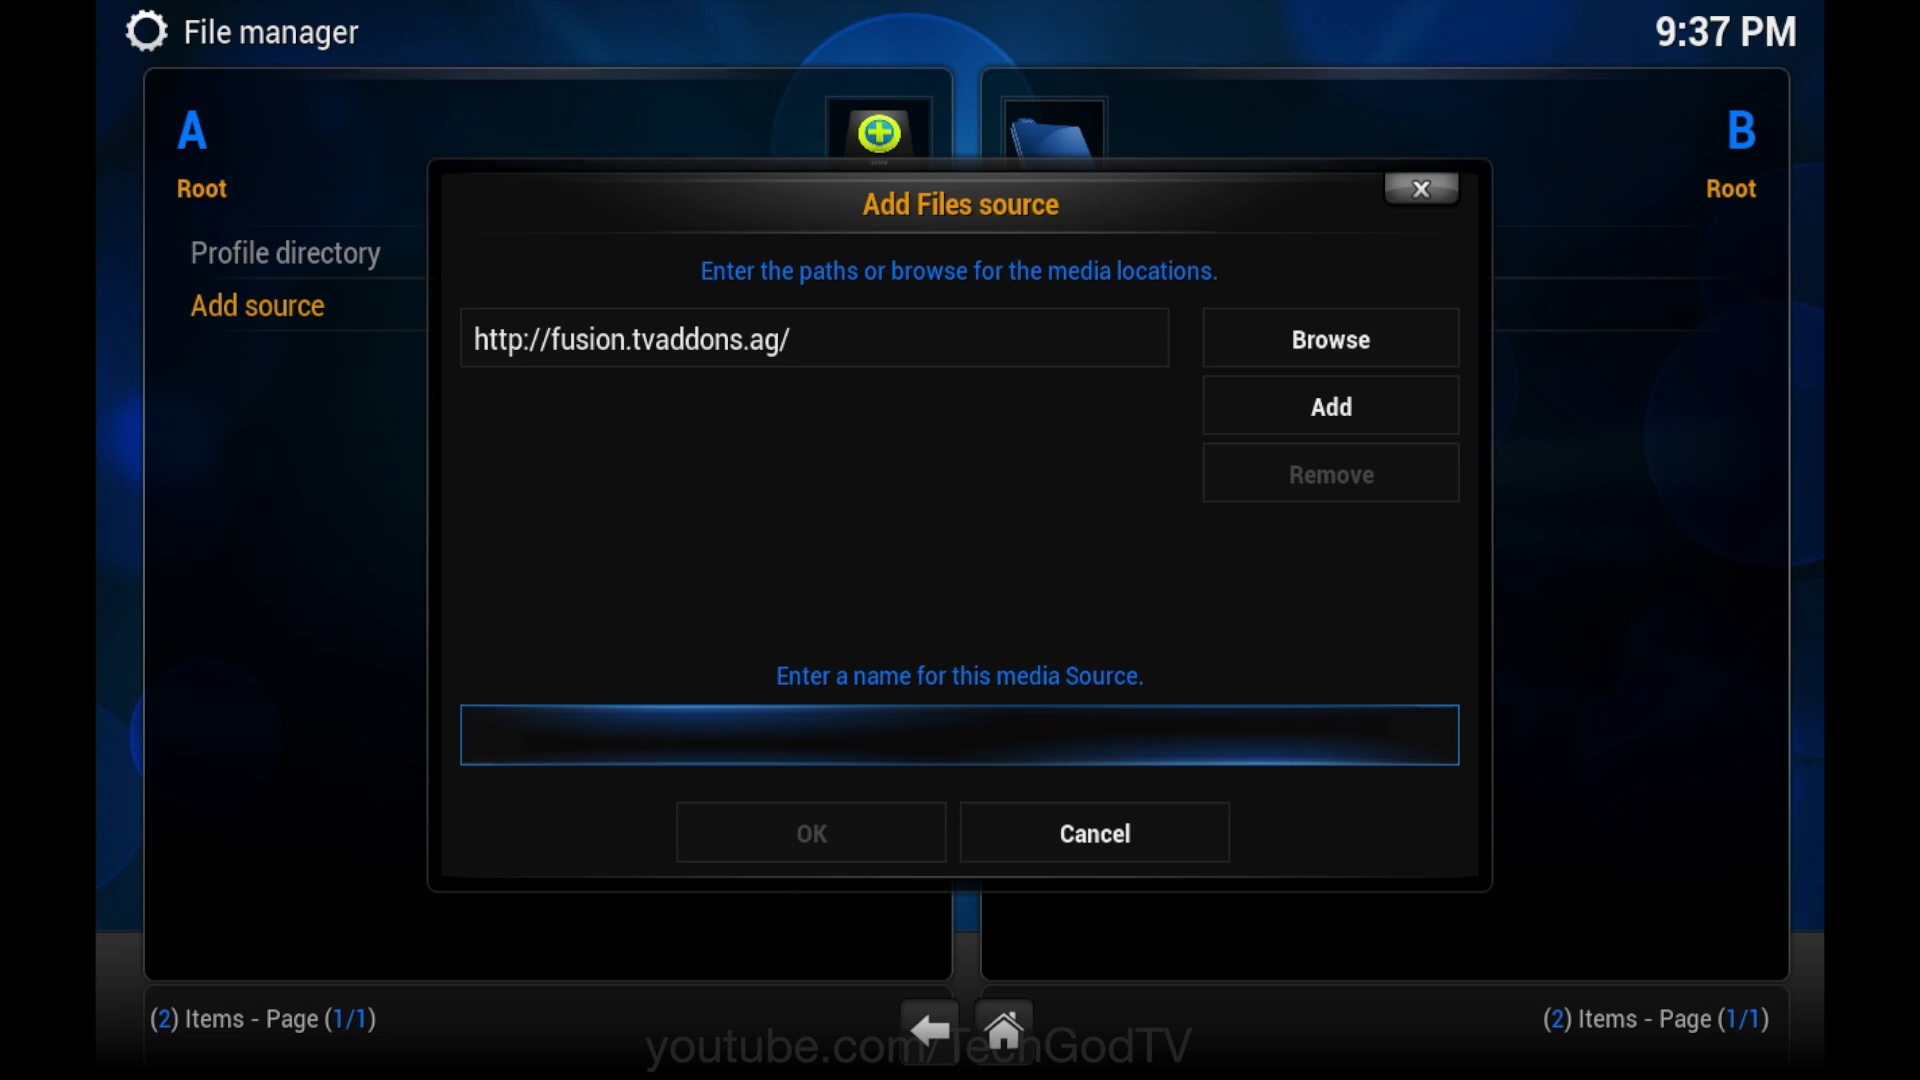 File manager
9:37 PM
A
B
Root
Root
Profile directory
Add source
Add Files source
X
Enter the paths or browse for the media locations.
http://fusion.tvaddons.ag/
Browse
Add
Remove
Enter a name for this media Source.
OK
Cancel
(2) Items - Page (1/1)
(2) Items - Page (1/1)
youtube.com/TechGodTV